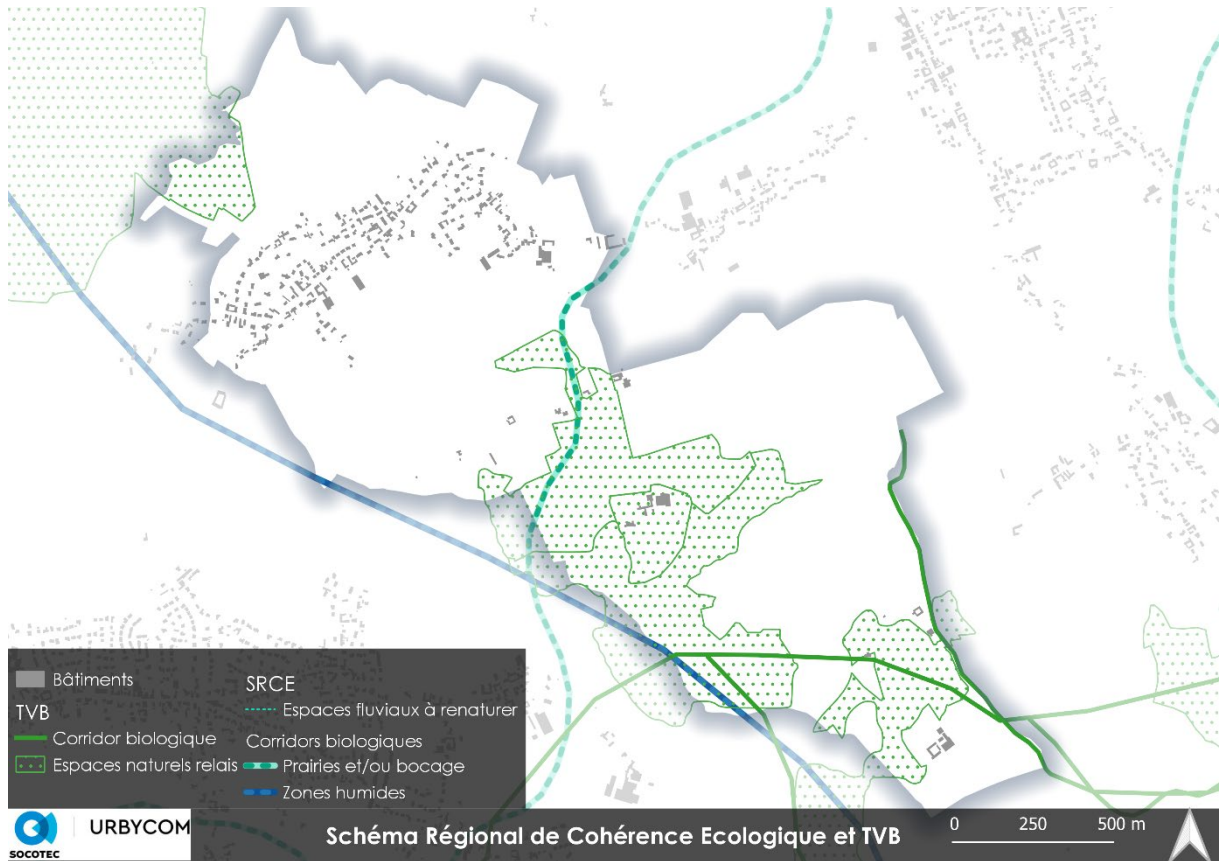 Bâtiments
TVB
Corridor biologique
Espaces naturels relais
SRCE
Espaces fluviaux à renaturer
Corridors biologiques
Prairies et/ou bocage
Zones humides
SOCOTEC
URBYCOM
Schéma Régional de Cohérence Ecologique et TVB
0 250 500 m